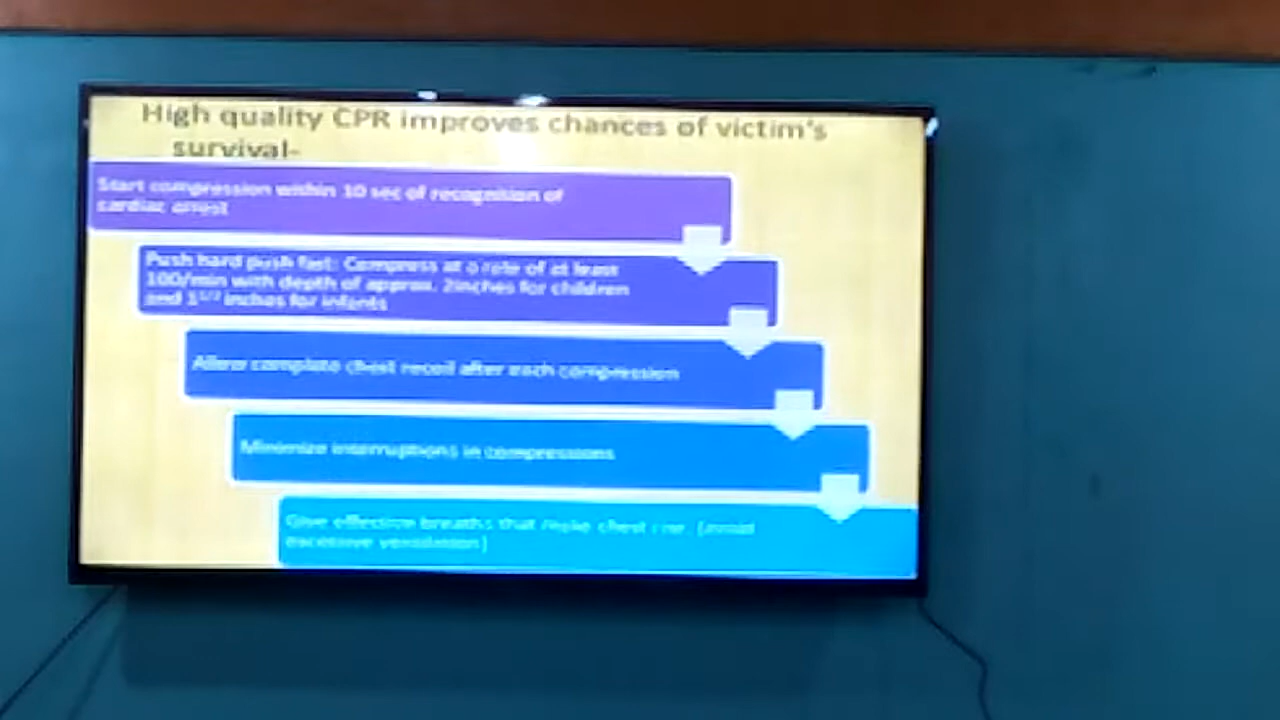 High quality CPR improves chances of victim's
survival-
Start compression within 10 sec of recognition of
cardiac arrest
Push hard push fast: Compress at a rate of at least
100/min with depth of approx. 2inches for children
and 1¹ᐟ² inches for infants
Allow complete chest recoil after each compression
Minimize interruptions in compressions
Give effective breaths that make chest rise. (avoid
excessive ventilation)